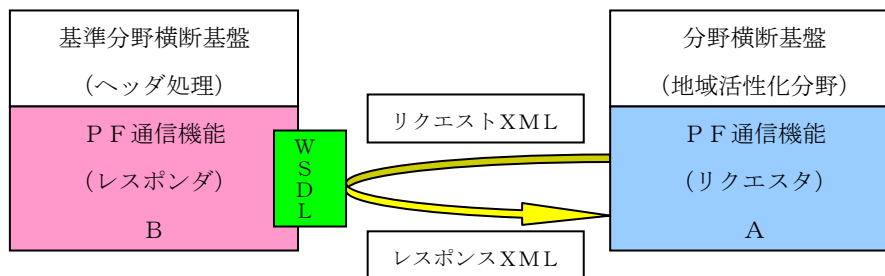 基準分野横断基盤
（ヘッダ処理）
ＰＦ通信機能
（レスポンダ）
Ｂ
ＷＳＤＬ
リクエストＸＭＬ
レスポンスＸＭＬ
分野横断基盤
（地域活性化分野）
ＰＦ通信機能
（リクエスタ）
Ａ